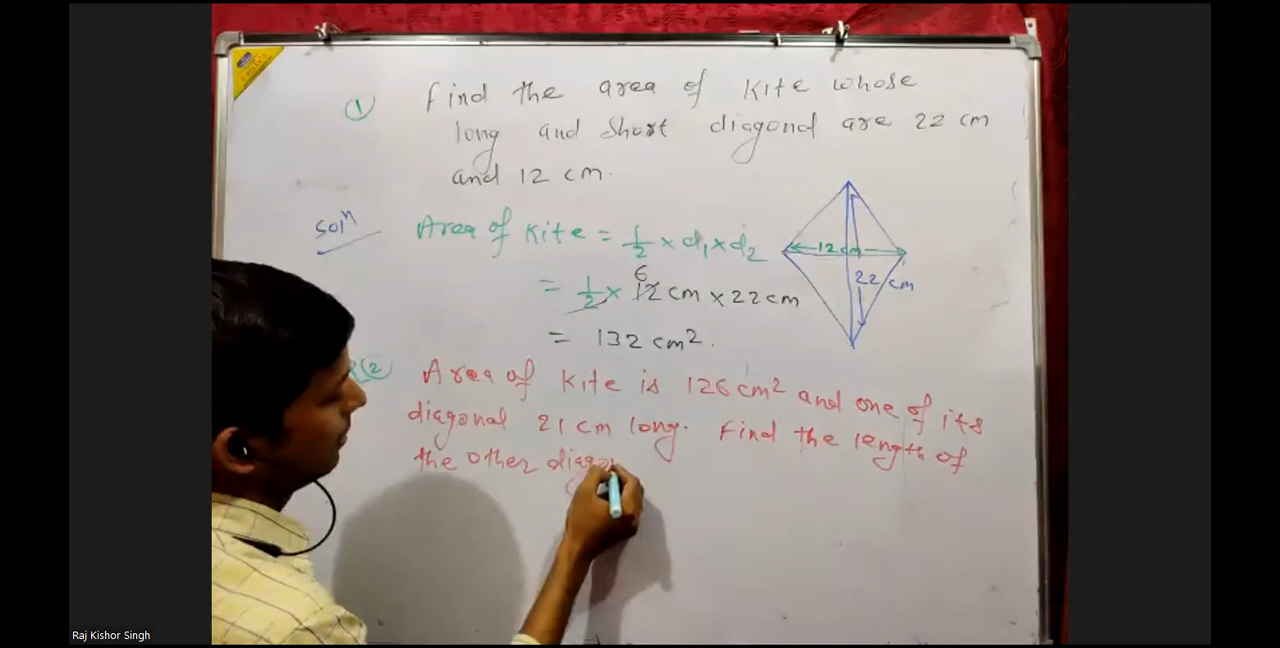 ① Find the area of Kite whose
long and short diagonal are 22 cm
and 12 cm.
Solⁿ
Area of Kite = 1/2 × d₁ × d₂
= 1/2 × 12 cm × 22 cm
6
= 132 cm².
12 cm
22 cm
② Area of Kite is 126 cm² and one of its
diagonal 21 cm long. Find the length of
the other diagon
Raj Kishor Singh